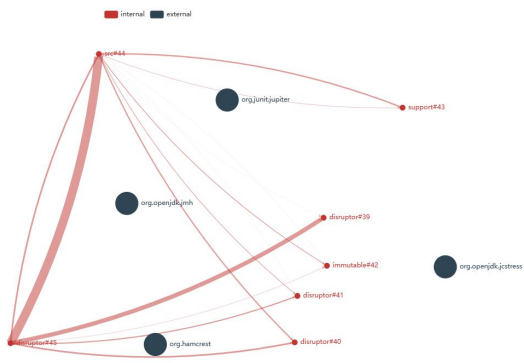 internal
external
src#44
org.junit.jupiter
support#43
org.openjdk.jmh
disruptor#39
immutable#42
org.openjdk.jcstress
disruptor#41
disruptor#45
org.hamcrest
disruptor#40